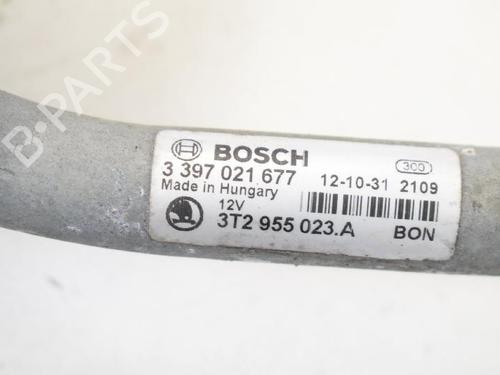 BOSCH
300
3 397 021 677
12-10-31 2109
Made in Hungary
12V
3T2 955 023.A
BON
B-PARTS